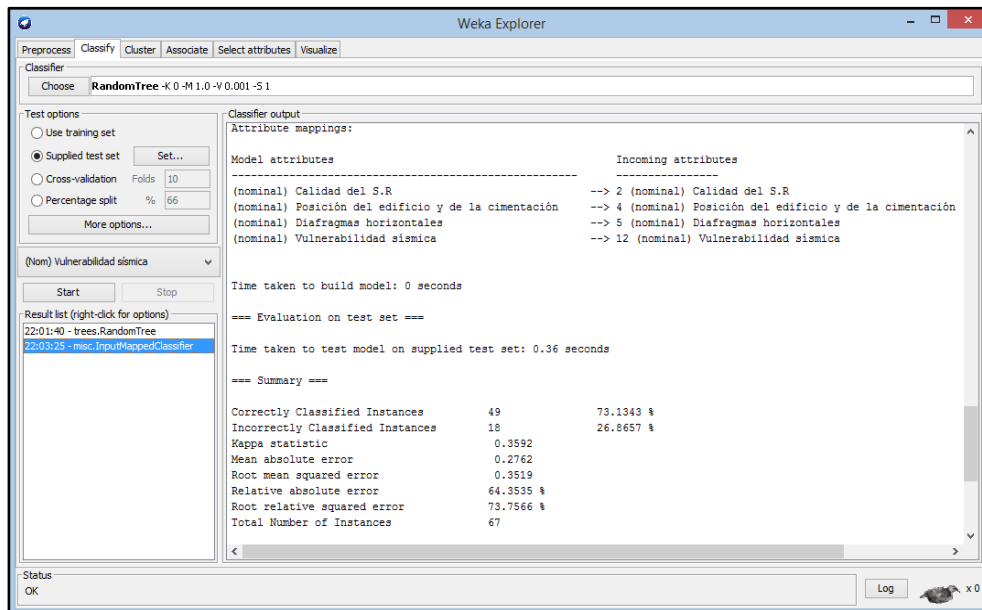 Weka Explorer
Preprocess Classify Cluster Associate Select attributes Visualize
Classifier
Choose RandomTree -K 0 -M 1.0 -V 0.001 -S 1
Test options
Use training set
Supplied test set Set...
Cross-validation Folds 10
Percentage split % 66
More options...
(Nom) Vulnerabilidad sísmica
Start Stop
Result list (right-click for options)
22:01:40 - trees.RandomTree
22:03:25 - misc.InputMappedClassifier
Classifier output
Attribute mappings:
Model attributes Incoming attributes
------------------------------------------------------ ---------------
(nominal) Calidad del S.R --> 2 (nominal) Calidad del S.R
(nominal) Posición del edificio y de la cimentación --> 4 (nominal) Posición del edificio y de la cimentación
(nominal) Diafragmas horizontales --> 5 (nominal) Diafragmas horizontales
(nominal) Vulnerabilidad sísmica --> 12 (nominal) Vulnerabilidad sísmica
Time taken to build model: 0 seconds
=== Evaluation on test set ===
Time taken to test model on supplied test set: 0.36 seconds
=== Summary ===
Correctly Classified Instances 49 73.1343 %
Incorrectly Classified Instances 18 26.8657 %
Kappa statistic 0.3592
Mean absolute error 0.2762
Root mean squared error 0.3519
Relative absolute error 64.3535 %
Root relative squared error 73.7566 %
Total Number of Instances 67
Status
OK
Log x 0